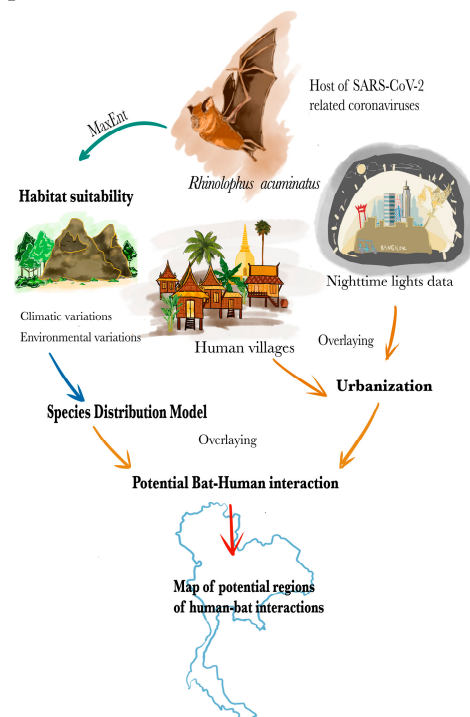 Host of SARS-CoV-2
related coronaviruses
MaxEnt
Rhinolophus acuminatus
Habitat suitability
BANGKOK
Nighttime lights data
Climatic variations
Environmental variations
Human villages
Overlaying
Urbanization
Species Distribution Model
Overlaying
Potential Bat-Human interaction
Map of potential regions
of human-bat interactions